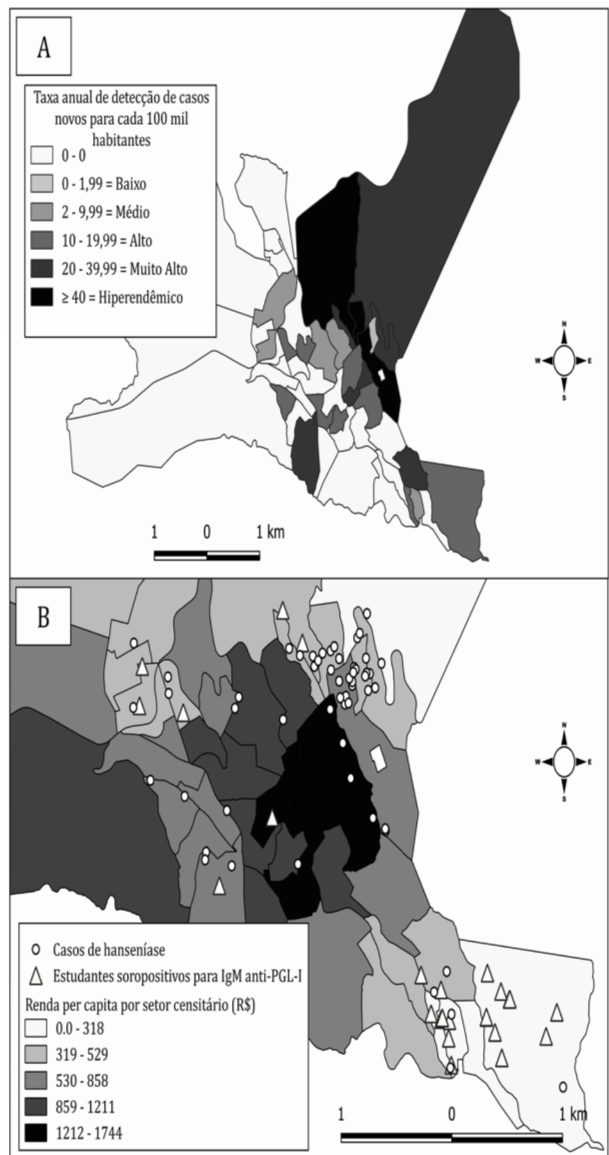 A
Taxa anual de detecção de casos
novos para cada 100 mil
habitantes
0 - 0
0 - 1,99 = Baixo
2 - 9,99 = Médio
10 - 19,99 = Alto
20 - 39,99 = Muito Alto
≥ 40 = Hiperendêmico
N
W E
S
1 0 1 km
B
N
W E
S
Casos de hanseníase
Estudantes soropositivos para IgM anti-PGL-I
Renda per capita por setor censitário (R$)
0.0 - 318
319 - 529
530 - 858
859 - 1211
1212 - 1744
1 0 1 km